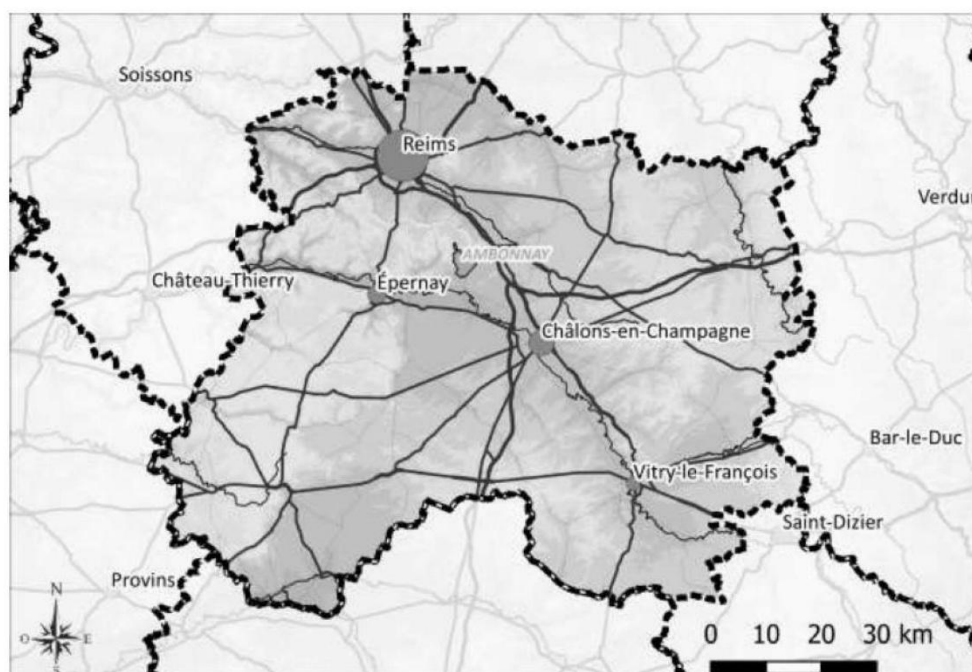 Soissons
Reims
Verdun
AMBONNAY
Château-Thierry
Épernay
Châlons-en-Champagne
Bar-le-Duc
Vitry-le-François
Saint-Dizier
Provins
N
O
E
S
0 10 20 30 km